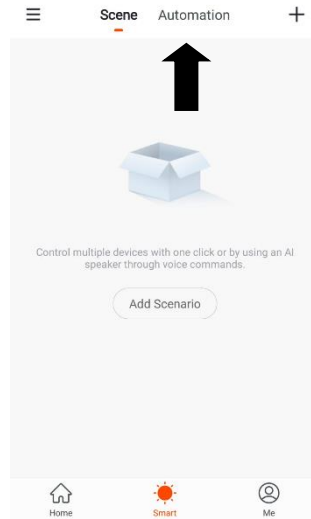 Scene Automation
Control multiple devices with one click or by using an AI
speaker through voice commands.
Add Scenario
Home Smart Me